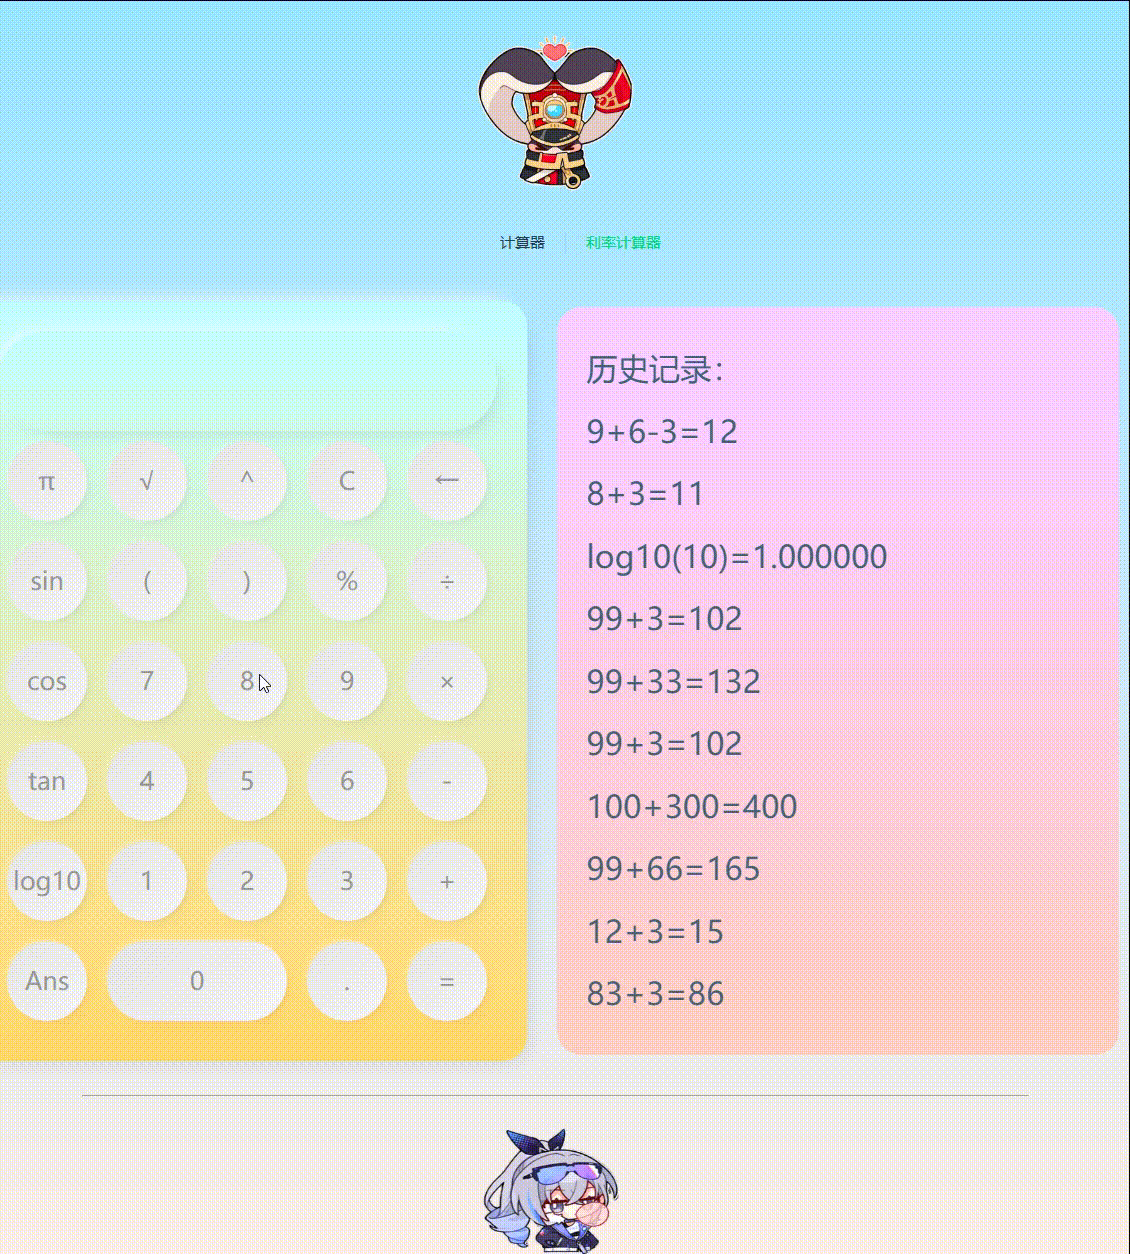 计算器 利率计算器
π √ ^ C ←
sin ( ) % ÷
cos 7 8 9 ×
tan 4 5 6 -
log10 1 2 3 +
Ans 0 . =
历史记录：
9+6-3=12
8+3=11
log10(10)=1.000000
99+3=102
99+33=132
99+3=102
100+300=400
99+66=165
12+3=15
83+3=86